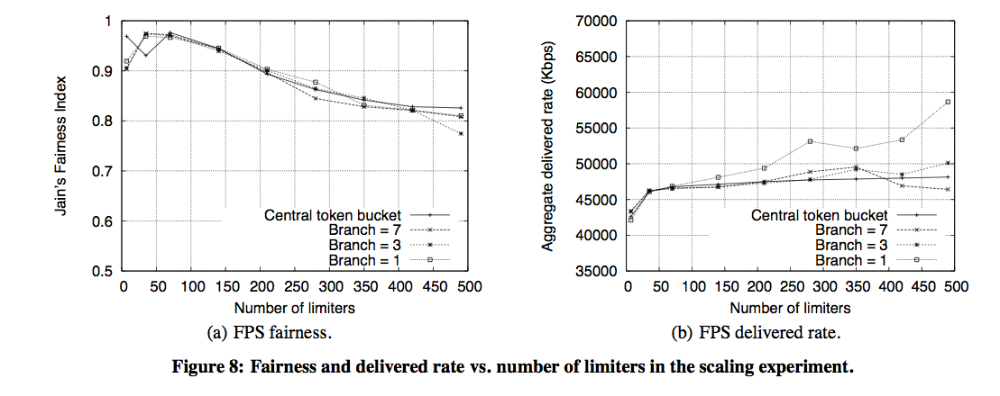 1
0.9
0.8
0.7
0.6
0.5
Jain's Fairness Index
Central token bucket
Branch = 7
Branch = 3
Branch = 1
0 50 100 150 200 250 300 350 400 450 500
Number of limiters
(a) FPS fairness.
70000
65000
60000
55000
50000
45000
40000
35000
Aggregate delivered rate (Kbps)
Central token bucket
Branch = 7
Branch = 3
Branch = 1
0 50 100 150 200 250 300 350 400 450 500
Number of limiters
(b) FPS delivered rate.
Figure 8: Fairness and delivered rate vs. number of limiters in the scaling experiment.